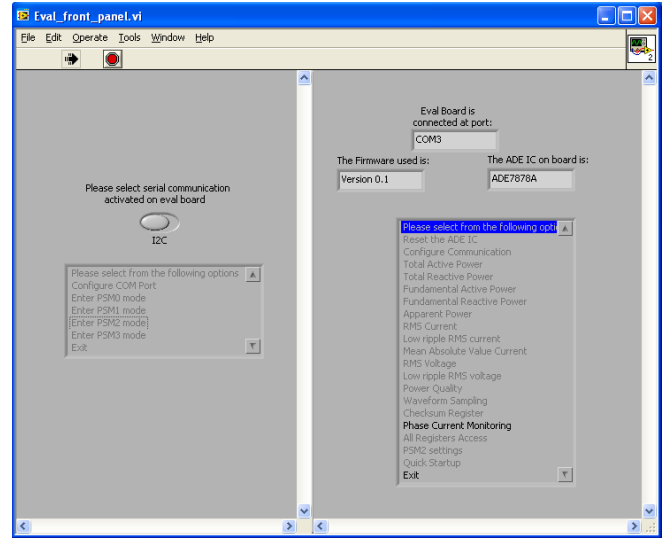 Eval_front_panel.vi
File Edit Operate Tools Window Help
2
Please select serial communication
activated on eval board
I2C
Please select from the following options
Configure COM Port
Enter PSM0 mode
Enter PSM1 mode
Enter PSM2 mode
Enter PSM3 mode
Exit
Eval Board is
connected at port:
COM3
The Firmware used is:
Version 0.1
The ADE IC on board is:
ADE7878A
Please select from the following opti
Reset the ADE IC
Configure Communication
Total Active Power
Total Reactive Power
Fundamental Active Power
Fundamental Reactive Power
Apparent Power
RMS Current
Low ripple RMS current
Mean Absolute Value Current
RMS Voltage
Low ripple RMS voltage
Power Quality
Waveform Sampling
Checksum Register
Phase Current Monitoring
All Registers Access
PSM2 settings
Quick Startup
Exit